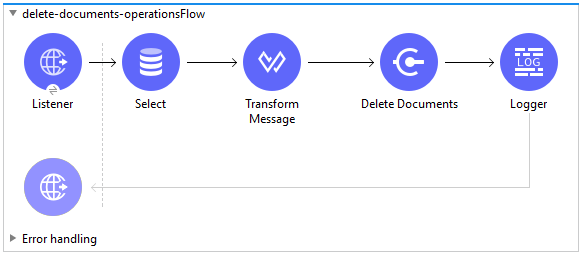 delete-documents-operationsFlow
LOG
Listener
Select
Transform
Message
Delete Documents
Logger
Error handling